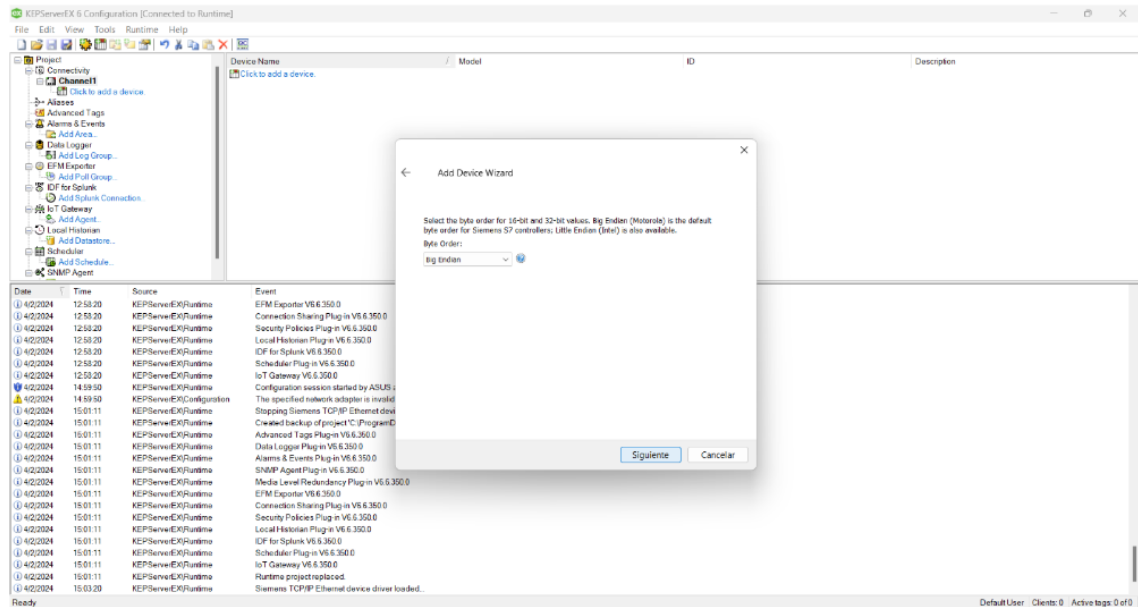 KEPServerEX 6 Configuration [Connected to Runtime]
File Edit View Tools Runtime Help
Project
Connectivity
Channel1
Click to add a device.
Aliases
Advanced Tags
Alarms & Events
Add Area...
Data Logger
Add Log Group...
EFM Exporter
Add Poll Group...
IDF for Splunk
Add Splunk Connection...
IoT Gateway
Add Agent...
Local Historian
Add Datastore...
Scheduler
Add Schedule...
SNMP Agent
Device Name / Model ID Description
Click to add a device.
Add Device Wizard
Select the byte order for 16-bit and 32-bit values. Big Endian (Motorola) is the default
byte order for Siemens S7 controllers; Little Endian (Intel) is also available.
Byte Order:
Big Endian
Siguiente Cancelar
Date Time Source Event
4/2/2024 12:58:20 KEPServerEX\Runtime EFM Exporter V6.6.350.0
4/2/2024 12:58:20 KEPServerEX\Runtime Connection Sharing Plug-in V6.6.350.0
4/2/2024 12:58:20 KEPServerEX\Runtime Security Policies Plug-in V6.6.350.0
4/2/2024 12:58:20 KEPServerEX\Runtime Local Historian Plug-in V6.6.350.0
4/2/2024 12:58:20 KEPServerEX\Runtime IDF for Splunk V6.6.350.0
4/2/2024 12:58:20 KEPServerEX\Runtime Scheduler Plug-in V6.6.350.0
4/2/2024 12:58:20 KEPServerEX\Runtime IoT Gateway V6.6.350.0
4/2/2024 14:59:50 KEPServerEX\Runtime Configuration session started by ASUS
4/2/2024 14:59:50 KEPServerEX\Configuration The specified network adapter is invalid
4/2/2024 15:01:11 KEPServerEX\Runtime Stopping Siemens TCP/IP Ethernet devi
4/2/2024 15:01:11 KEPServerEX\Runtime Created backup of project 'C:\ProgramD
4/2/2024 15:01:11 KEPServerEX\Runtime Advanced Tags Plug-in V6.6.350.0
4/2/2024 15:01:11 KEPServerEX\Runtime Data Logger Plug-in V6.6.350.0
4/2/2024 15:01:11 KEPServerEX\Runtime Alarms & Events Plug-in V6.6.350.0
4/2/2024 15:01:11 KEPServerEX\Runtime SNMP Agent Plug-in V6.6.350.0
4/2/2024 15:01:11 KEPServerEX\Runtime Media Level Redundancy Plug-in V6.6.350.0
4/2/2024 15:01:11 KEPServerEX\Runtime EFM Exporter V6.6.350.0
4/2/2024 15:01:11 KEPServerEX\Runtime Connection Sharing Plug-in V6.6.350.0
4/2/2024 15:01:11 KEPServerEX\Runtime Security Policies Plug-in V6.6.350.0
4/2/2024 15:01:11 KEPServerEX\Runtime Local Historian Plug-in V6.6.350.0
4/2/2024 15:01:11 KEPServerEX\Runtime IDF for Splunk V6.6.350.0
4/2/2024 15:01:11 KEPServerEX\Runtime Scheduler Plug-in V6.6.350.0
4/2/2024 15:01:11 KEPServerEX\Runtime IoT Gateway V6.6.350.0
4/2/2024 15:01:11 KEPServerEX\Runtime Runtime project replaced.
4/2/2024 15:03:20 KEPServerEX\Runtime Siemens TCP/IP Ethernet device driver loaded...
Ready Default User Clients: 0 Active tags: 0 of 0